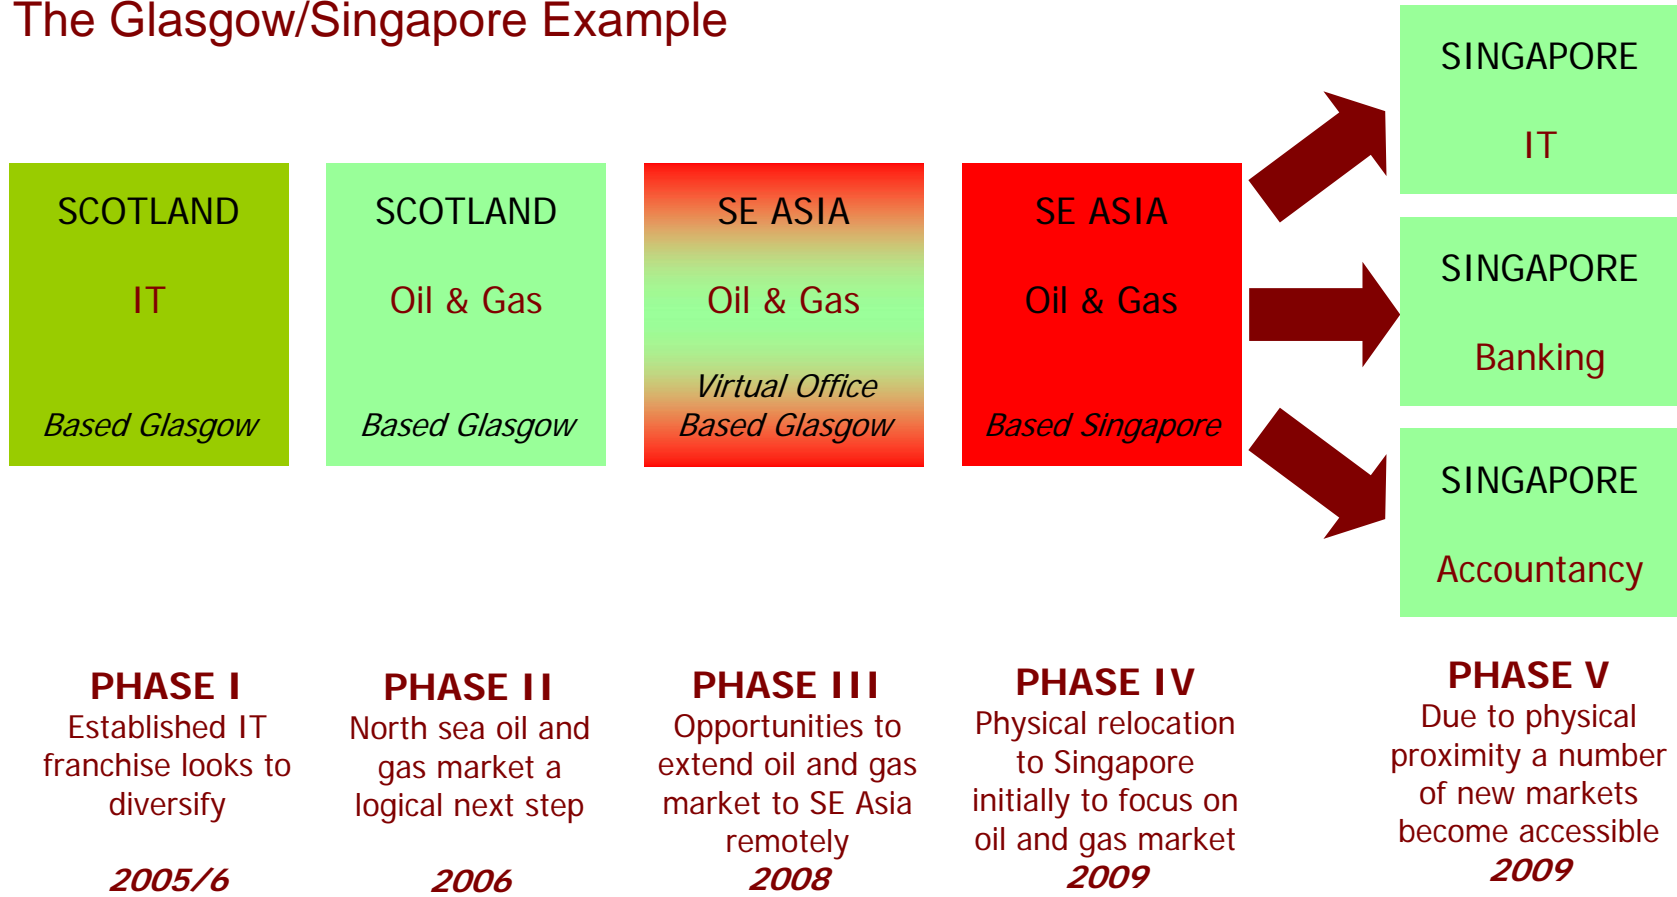 The Glasgow/Singapore Example
SCOTLAND
IT
Based Glasgow
SCOTLAND
Oil & Gas
Based Glasgow
SE ASIA
Oil & Gas
Virtual Office
Based Glasgow
SE ASIA
Oil & Gas
Based Singapore
SINGAPORE
IT
SINGAPORE
Banking
SINGAPORE
Accountancy
PHASE I
Established IT
franchise looks to
diversify
2005/6
PHASE II
North sea oil and
gas market a
logical next step
2006
PHASE III
Opportunities to
extend oil and gas
market to SE Asia
remotely
2008
PHASE IV
Physical relocation
to Singapore
initially to focus on
oil and gas market
2009
PHASE V
Due to physical
proximity a number
of new markets
become accessible
2009